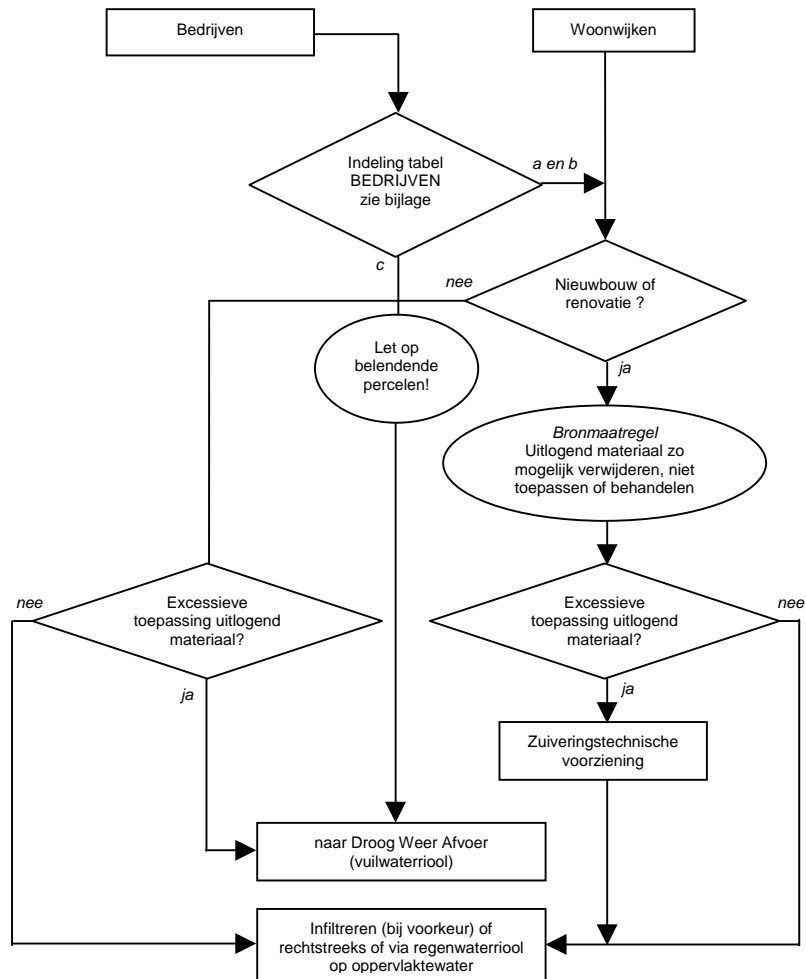 Bedrijven
Woonwijken
Indeling tabel
BEDRIJVEN
zie bijlage
a en b
c
nee
Nieuwbouw of
renovatie ?
ja
Let op
belendende
percelen!
Bronmaatregel
Uitlogend materiaal zo
mogelijk verwijderen, niet
toepassen of behandelen
nee
Excessieve
toepassing uitlogend
materiaal?
ja
Excessieve
toepassing uitlogend
materiaal?
nee
ja
Zuiveringstechnische
voorziening
naar Droog Weer Afvoer
(vuilwaterriool)
Infiltreren (bij voorkeur) of
rechtstreeks of via regenwaterriool
op oppervlaktewater